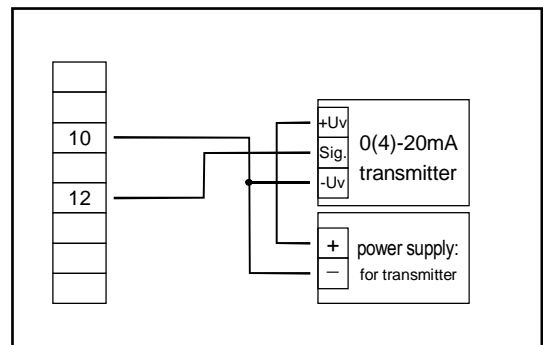 10
12
+Uv
Sig.
-Uv
0(4)-20mA
transmitter
+
−
power supply:
for transmitter